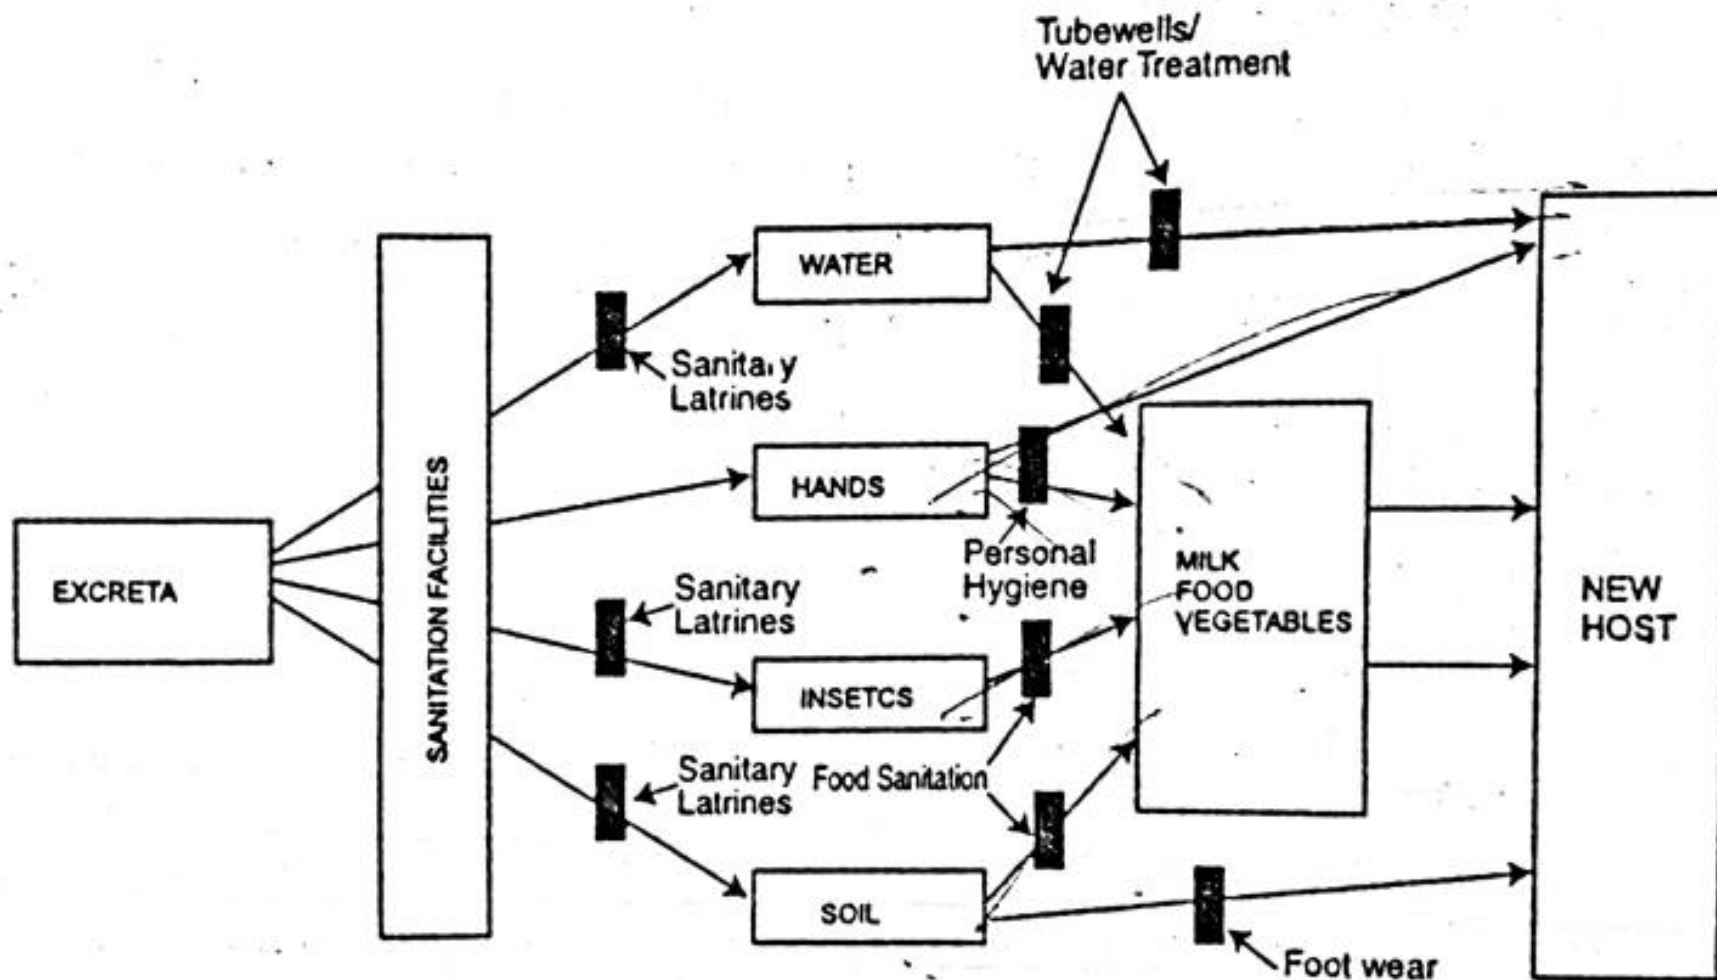 Tubewells/
Water Treatment
WATER
Sanitary
Latrines
SANITATION FACILITIES
HANDS
Personal
Hygiene
EXCRETA
Sanitary
Latrines
MILK
FOOD
VEGETABLES
NEW
HOST
INSETCS
Sanitary
Latrines
Food Sanitation
SOIL
Foot wear